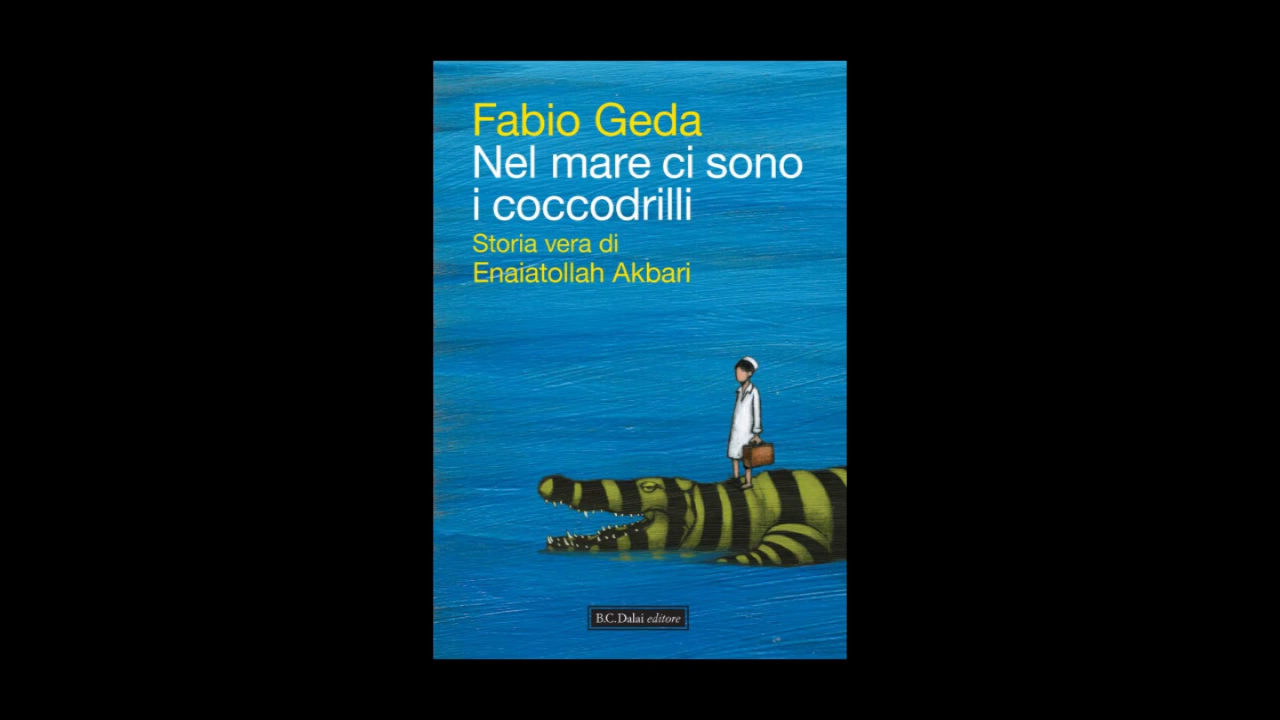 Fabio Geda
Nel mare ci sono
i coccodrilli
Storia vera di
Enaiatollah Akbari
B.C.Dalai editore